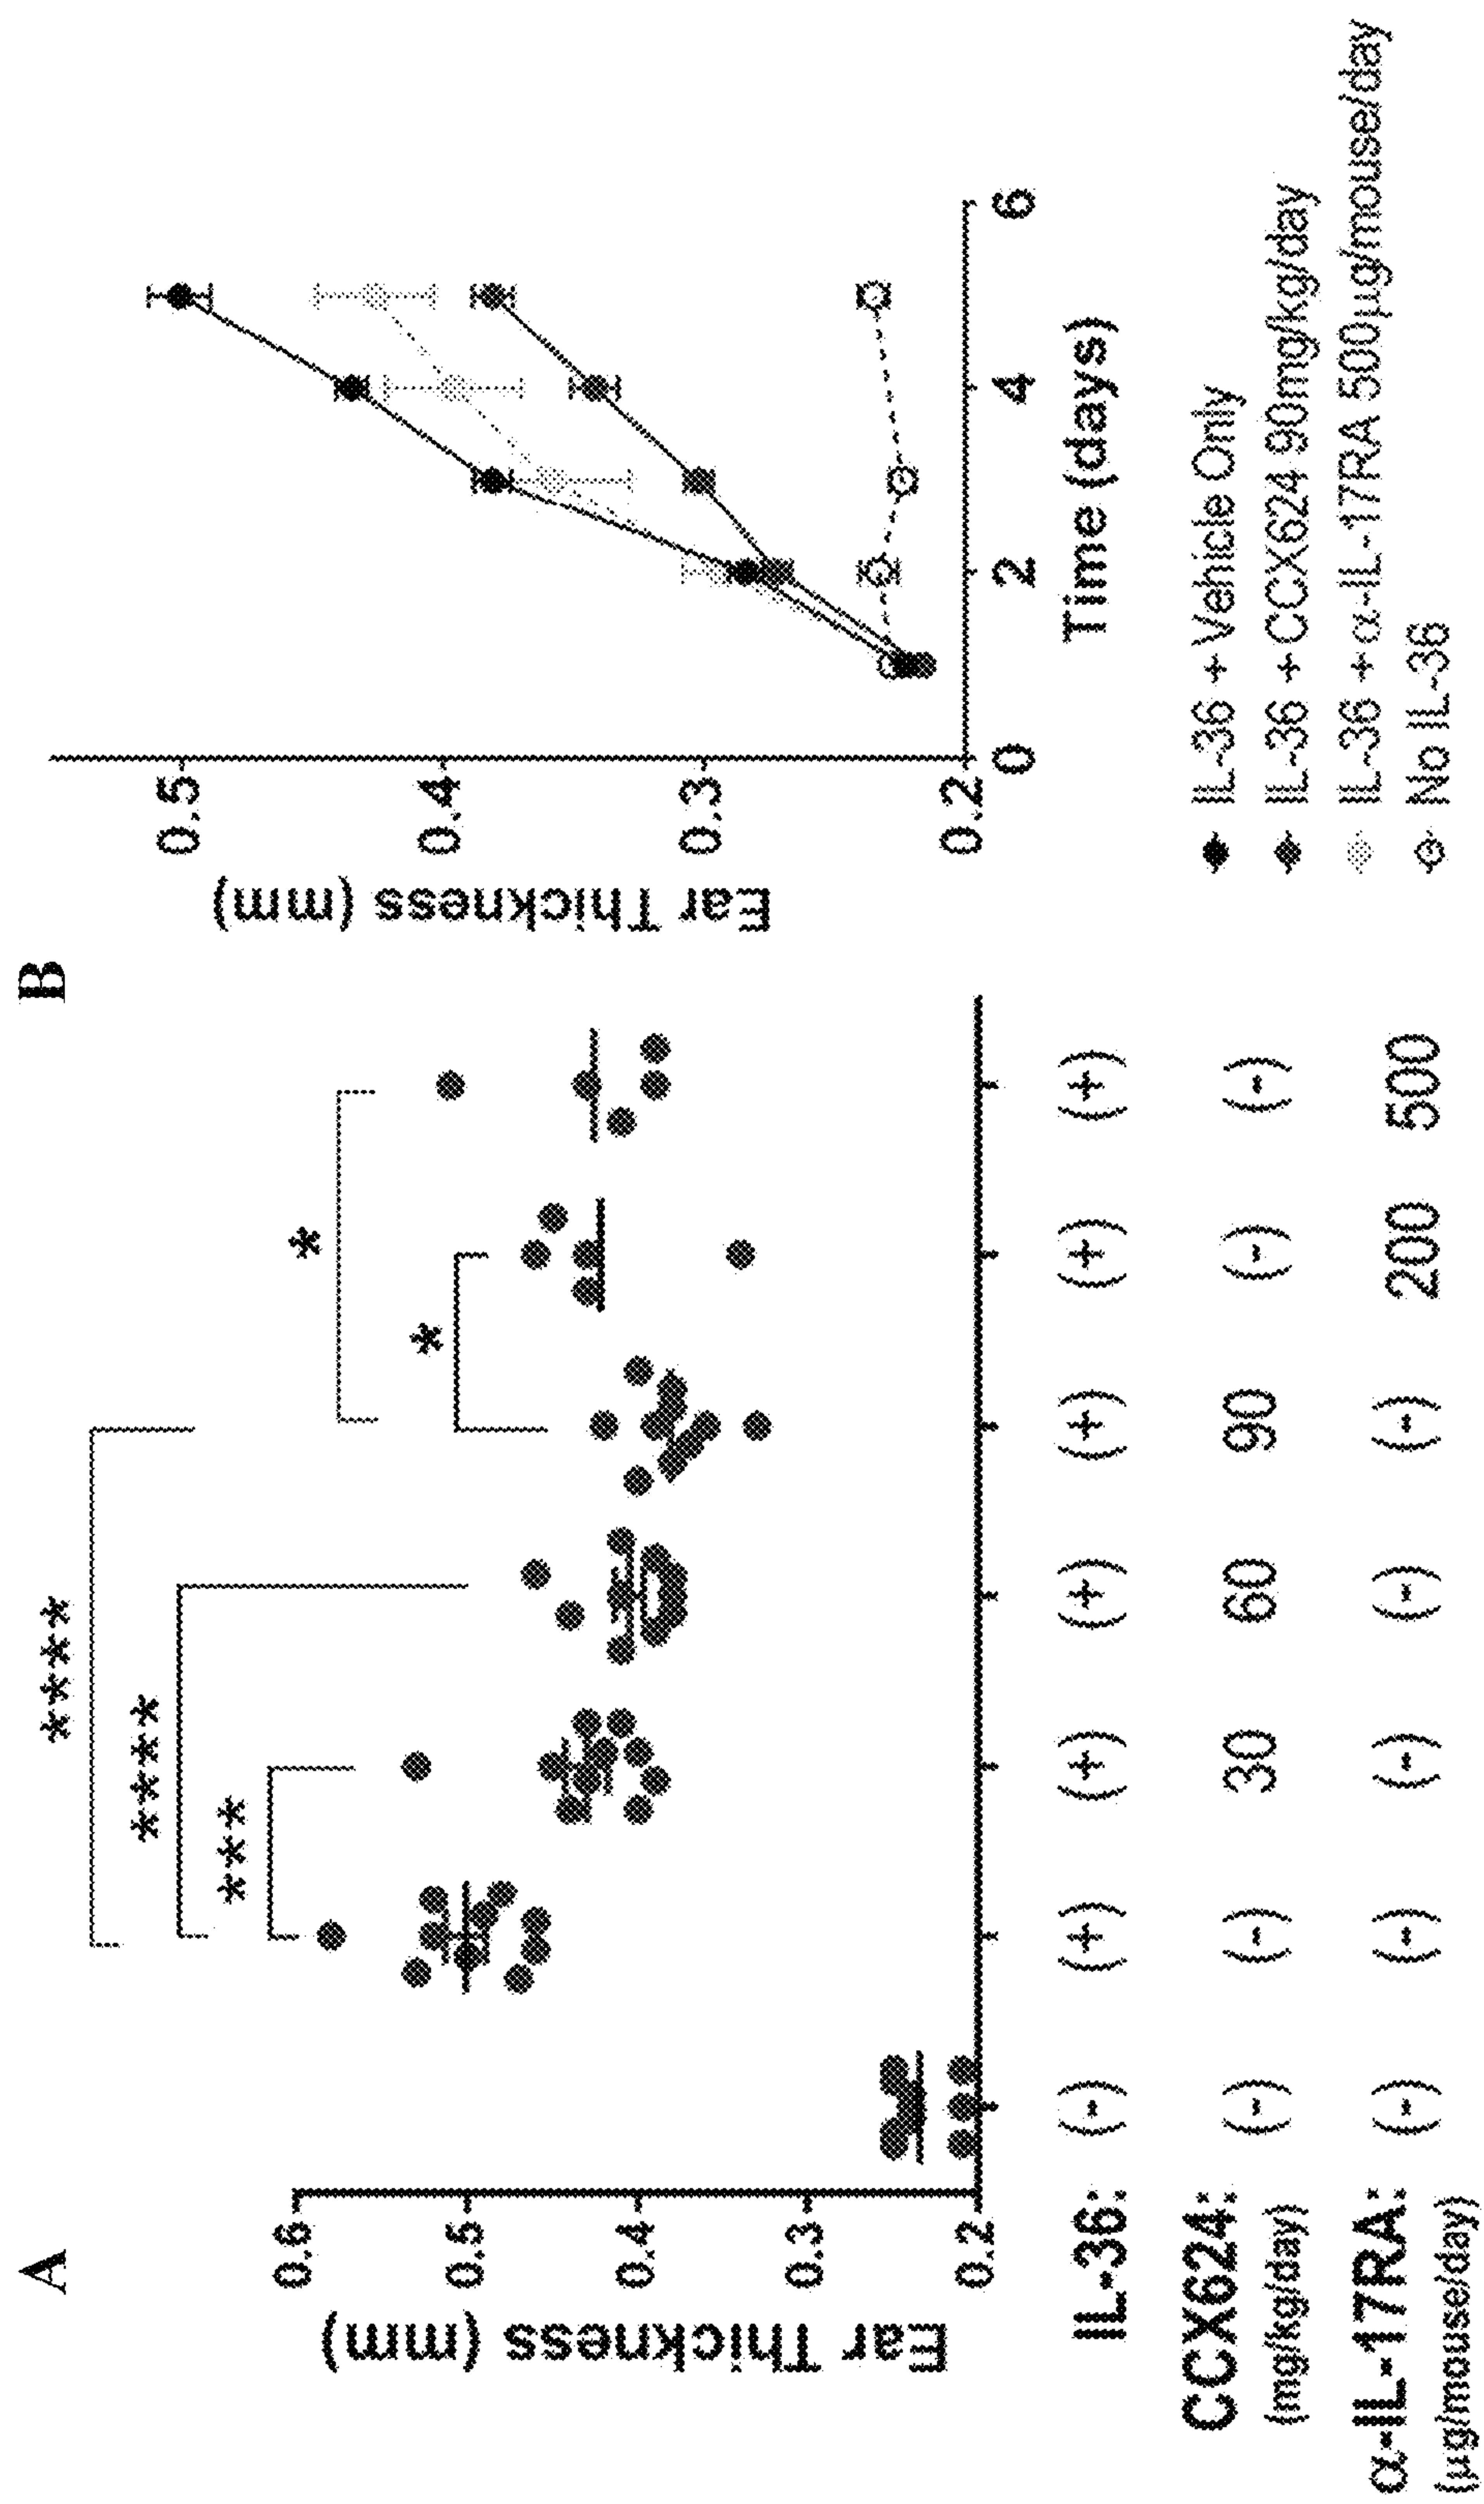 A
Ear Thickness (mm)
0.6
0.5
0.4
0.3
0.2
***
****
****
*
*
IL-36: (-) (+) (+) (+) (+) (+) (+)
CCX624: (-) (-) 30 60 90 (-) (-)
(mg/kg/day)
α-IL-17RA: (-) (-) (-) (-) (-) 200 500
(µg/mouse/day)
B
Ear Thickness (mm)
0.5
0.4
0.3
0.2
0 2 4 6
Time (days)
IL-36 + Vehicle Only
IL-36 + CCX624 90mg/kg/day
IL-36 + α-IL-17RA 500µg/mouse/day
No IL-36